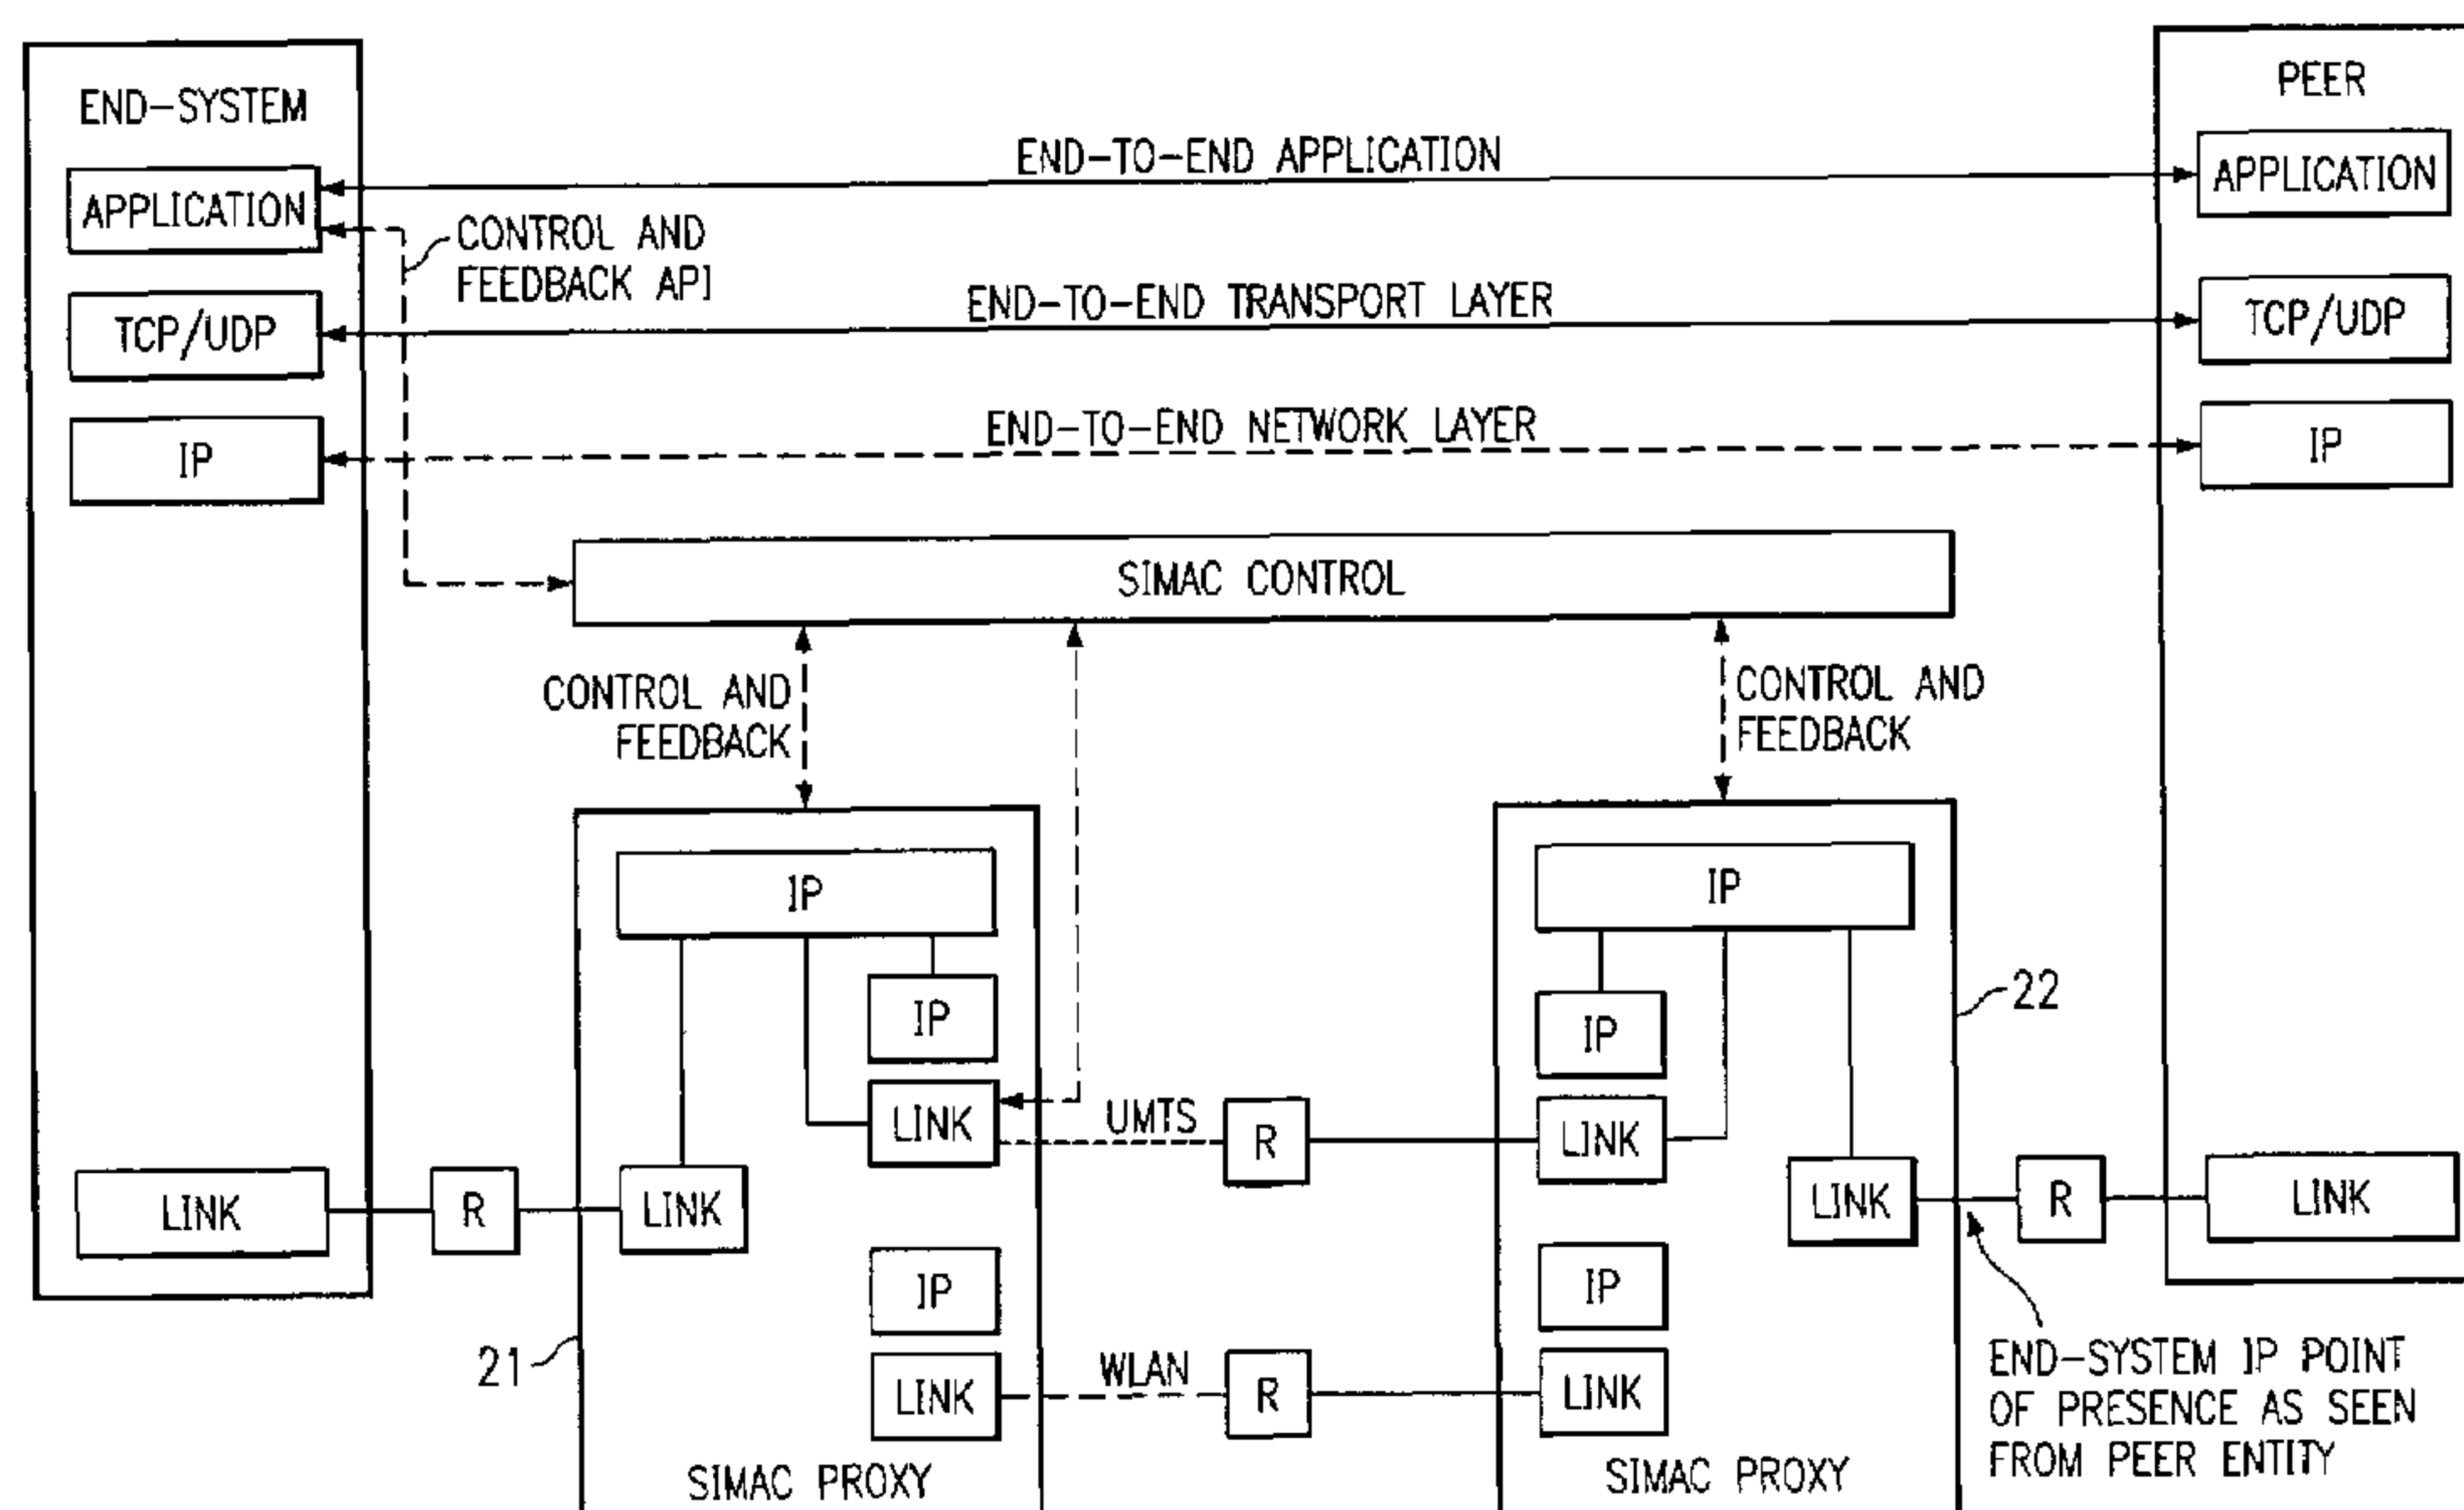 END-SYSTEM
PEER
END-TO-END APPLICATION
APPLICATION
APPLICATION
CONTROL AND
FEEDBACK API
END-TO-END TRANSPORT LAYER
TCP/UDP
TCP/UDP
END-TO-END NETWORK LAYER
IP
IP
SIMAC CONTROL
CONTROL AND
FEEDBACK
CONTROL AND
FEEDBACK
IP
IP
IP
IP
22
LINK
UMTS
R
LINK
LINK
R
LINK
LINK
R
LINK
IP
IP
21
LINK
WLAN
R
LINK
END-SYSTEM IP POINT
OF PRESENCE AS SEEN
FROM PEER ENTITY
SIMAC PROXY
SIMAC PROXY